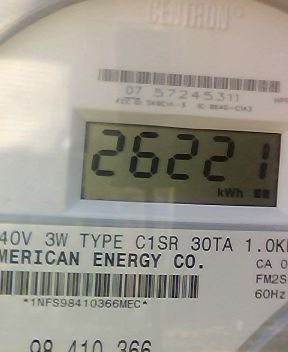 CENTRON®
07 57245311
26221
kWh
40V 3W TYPE C1SR 30TA 1.0K
MERICAN ENERGY CO.
CA 0
FM2S
60Hz
*1NFS98410366MEC*
98 410 366